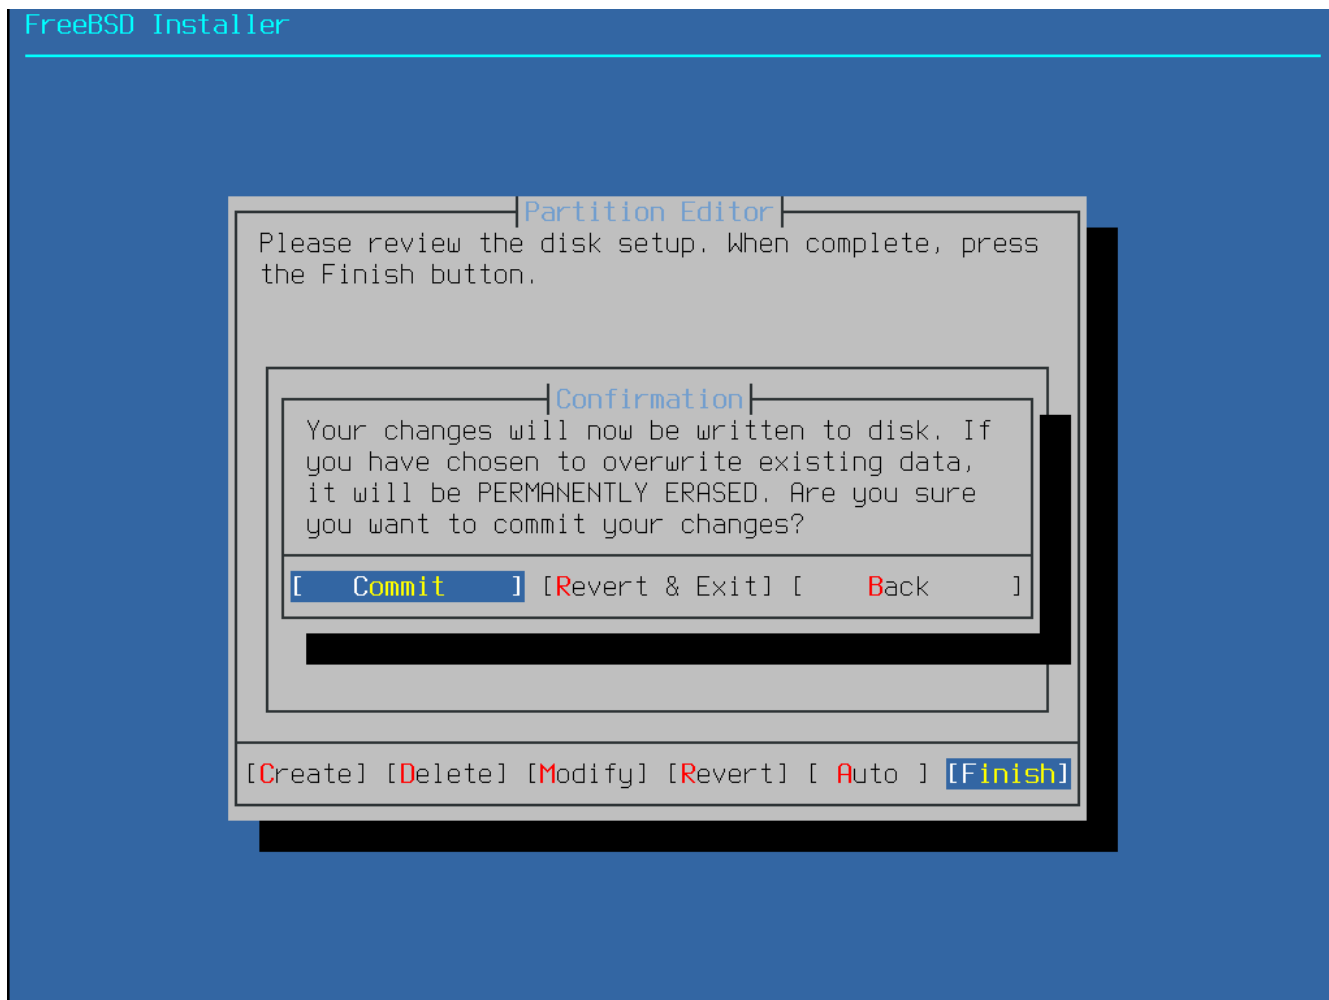 FreeBSD Installer
Partition Editor
Please review the disk setup. When complete, press
the Finish button.
Confirmation
Your changes will now be written to disk. If
you have chosen to overwrite existing data,
it will be PERMANENTLY ERASED. Are you sure
you want to commit your changes?
[   Commit    ] [Revert & Exit] [    Back     ]
[Create] [Delete] [Modify] [Revert] [ Auto ] [Finish]